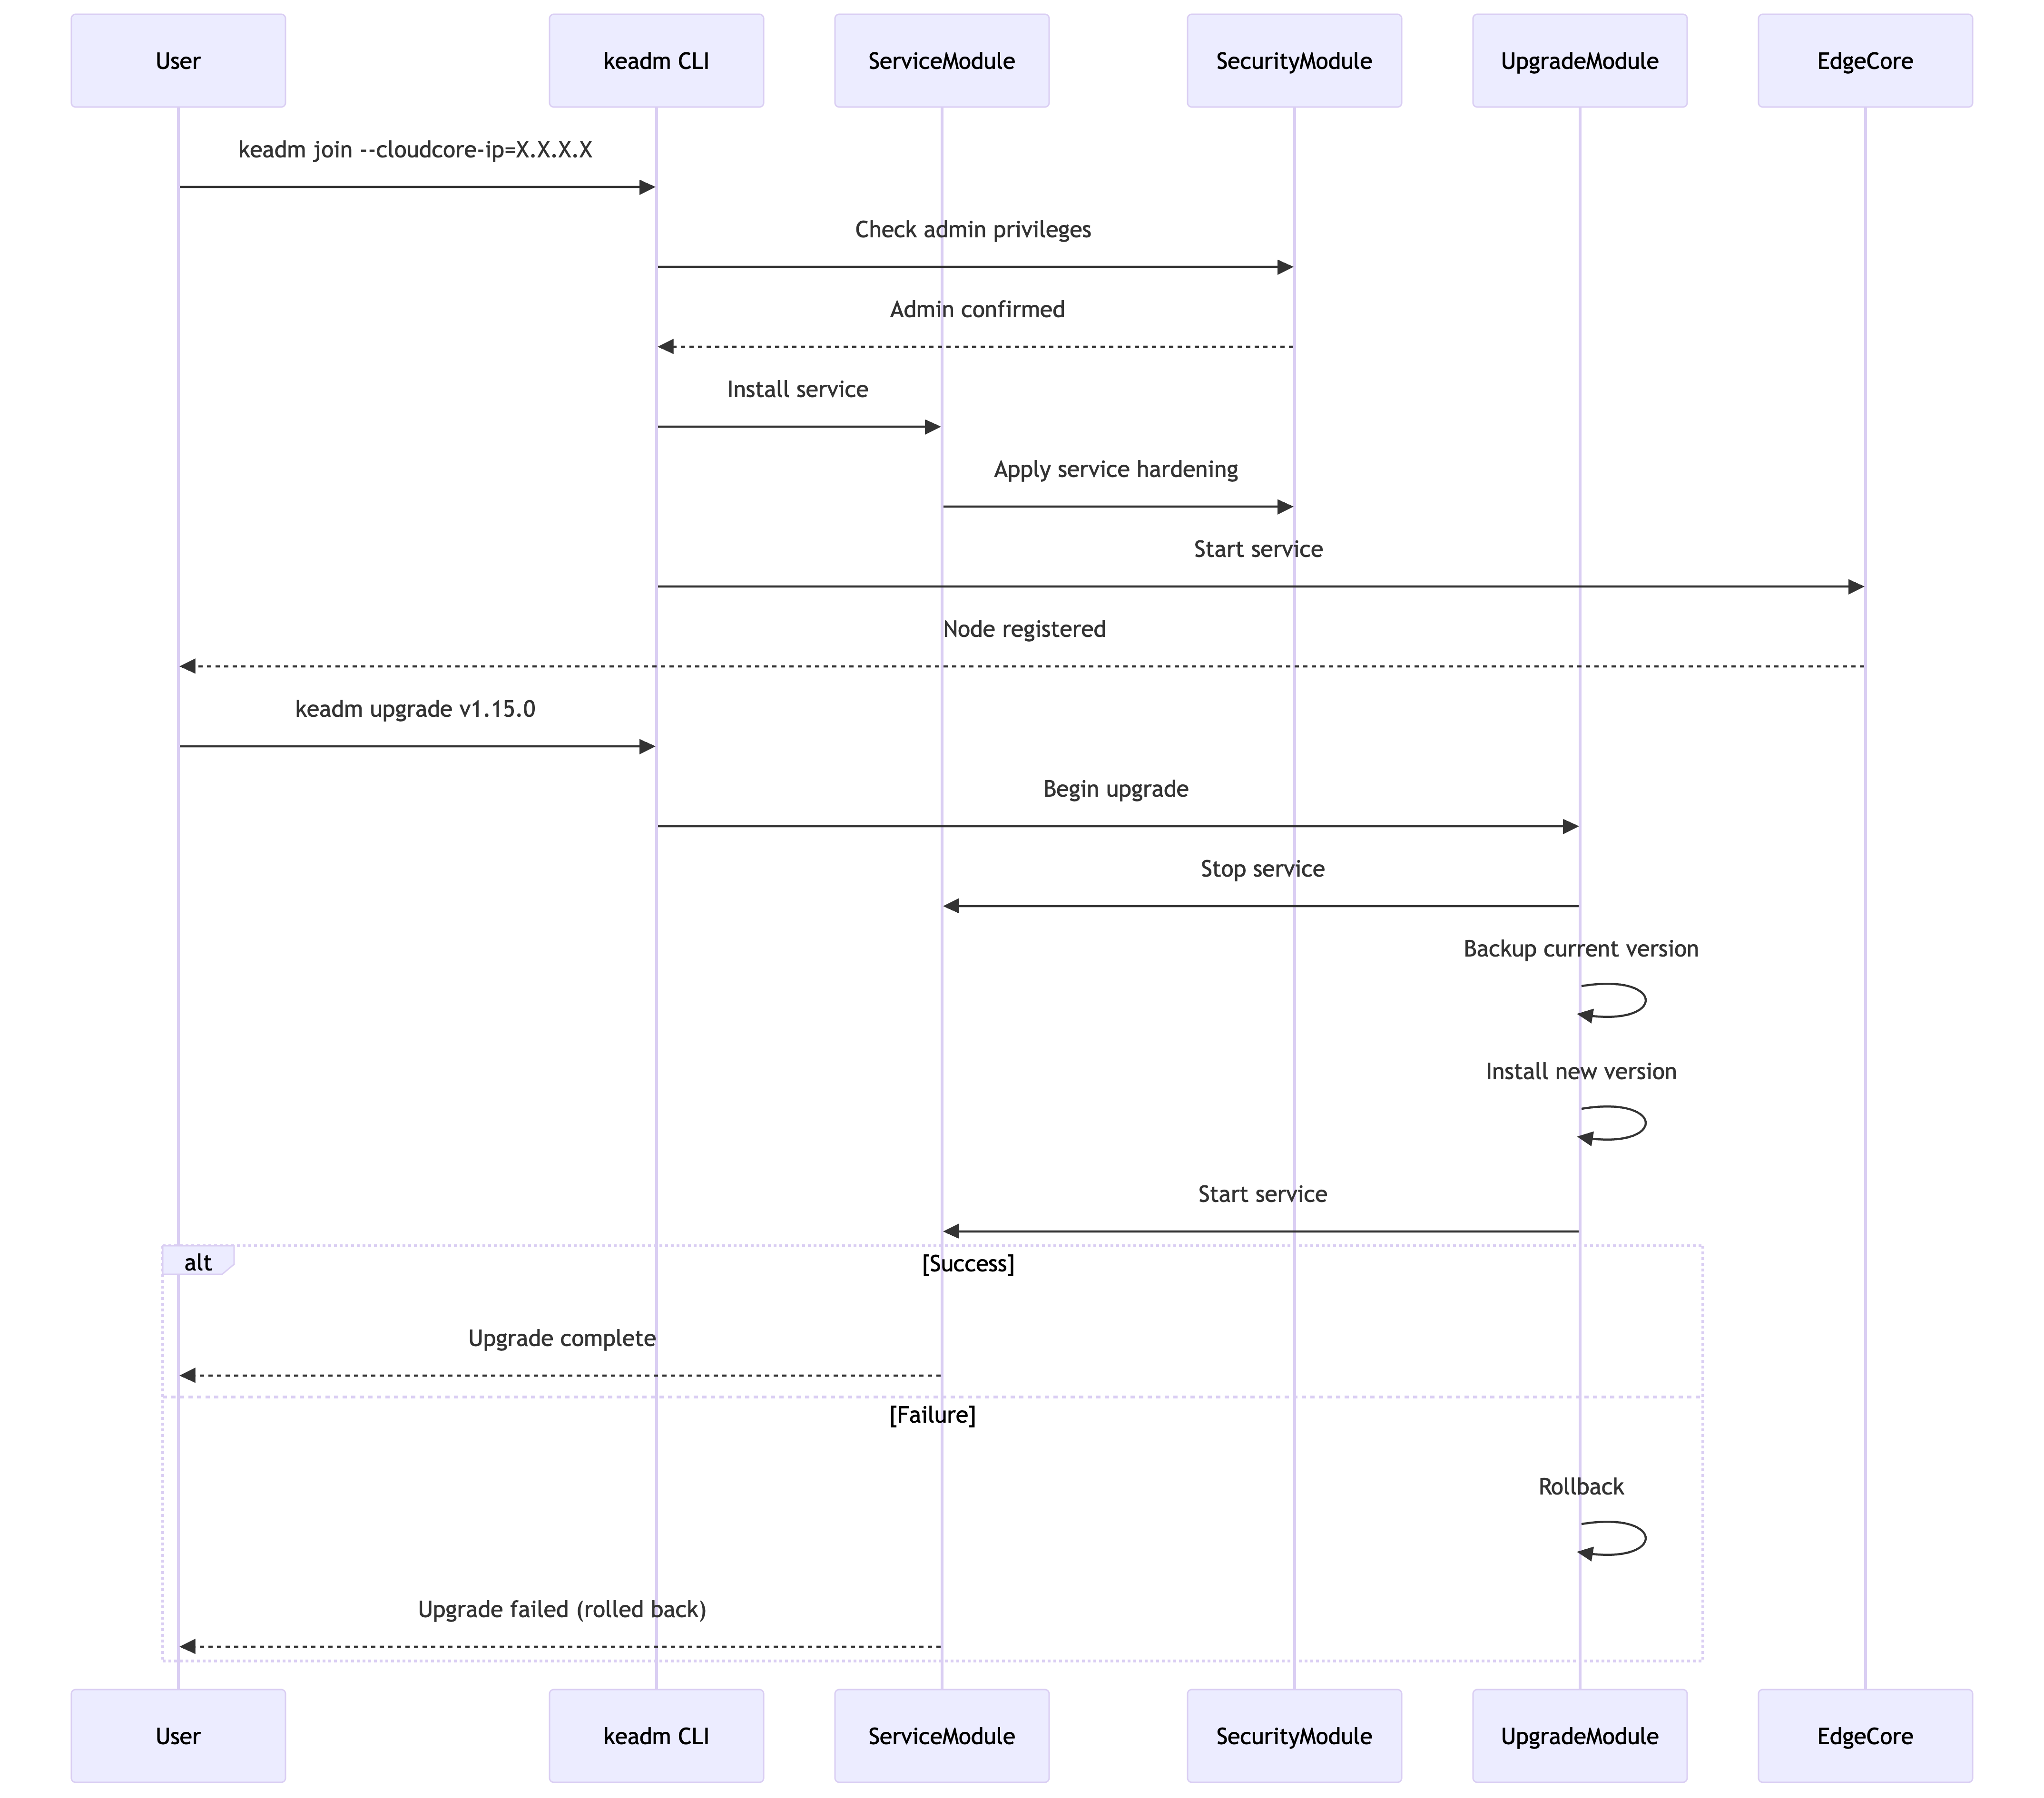 User
keadm CLI
ServiceModule
SecurityModule
UpgradeModule
EdgeCore
keadm join --cloudcore-ip=X.X.X.X
Check admin privileges
Admin confirmed
Install service
Apply service hardening
Start service
Node registered
keadm upgrade v1.15.0
Begin upgrade
Stop service
Backup current version
Install new version
Start service
alt
[Success]
Upgrade complete
[Failure]
Rollback
Upgrade failed (rolled back)
User
keadm CLI
ServiceModule
SecurityModule
UpgradeModule
EdgeCore